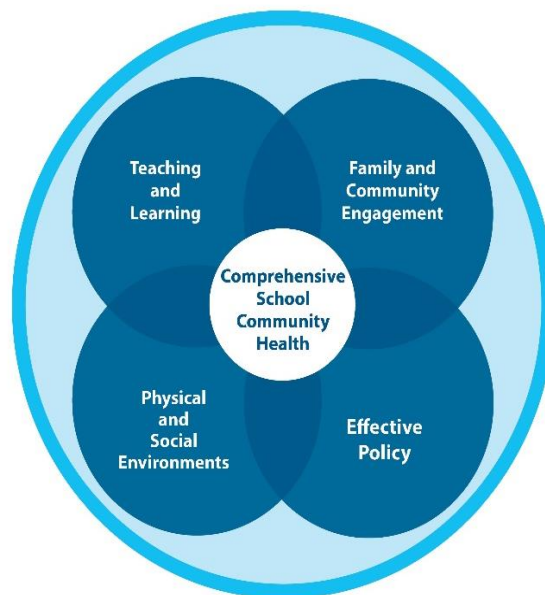 Teaching
and
Learning
Family and
Community
Engagement
Comprehensive
School
Community
Health
Physical
and
Social
Environments
Effective
Policy